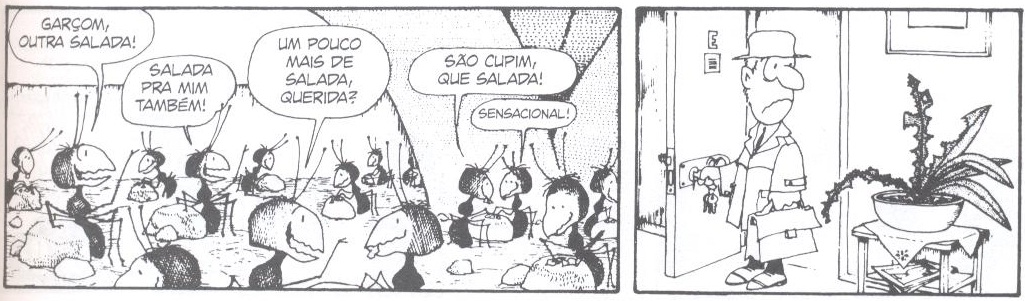 GARÇOM,
OUTRA SALADA!
SALADA
PRA MIM
TAMBÉM!
UM POUCO
MAIS DE
SALADA,
QUERIDA?
SÃO CUPIM,
QUE SALADA!
SENSACIONAL!
E